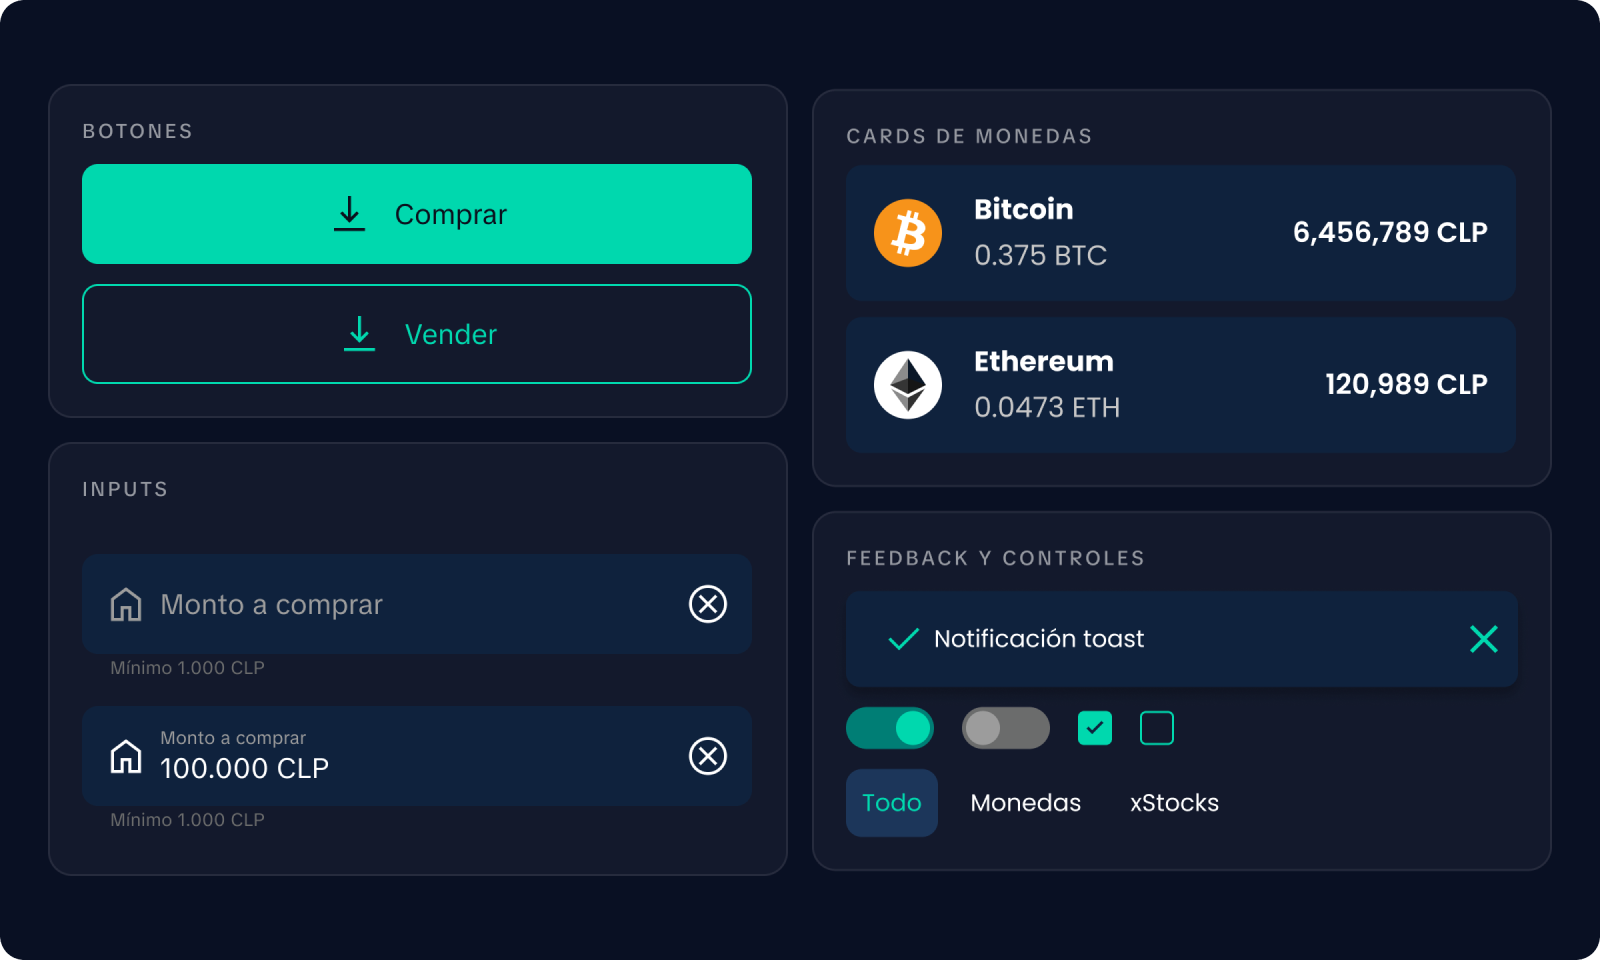 BOTONES
Comprar
Vender
INPUTS
Monto a comprar
Mínimo 1.000 CLP
Monto a comprar
100.000 CLP
Mínimo 1.000 CLP
CARDS DE MONEDAS
Bitcoin
0.375 BTC
6,456,789 CLP
Ethereum
0.0473 ETH
120,989 CLP
FEEDBACK Y CONTROLES
Notificación toast
Todo Monedas xStocks